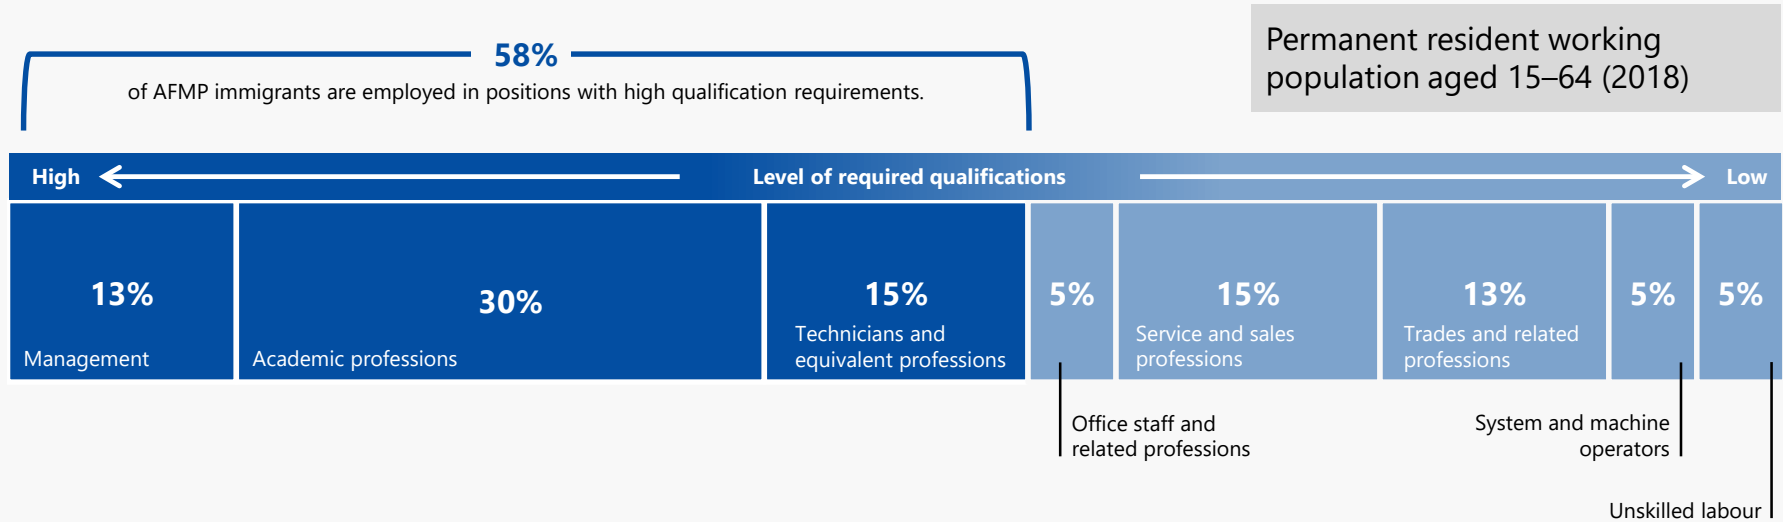 58%
of AFMP immigrants are employed in positions with high qualification requirements.
Permanent resident working
population aged 15–64 (2018)
High
Level of required qualifications
Low
13%
Management
30%
Academic professions
15%
Technicians and
equivalent professions
5%
Office staff and
related professions
15%
Service and sales
professions
13%
Trades and related
professions
5%
System and machine
operators
5%
Unskilled labour